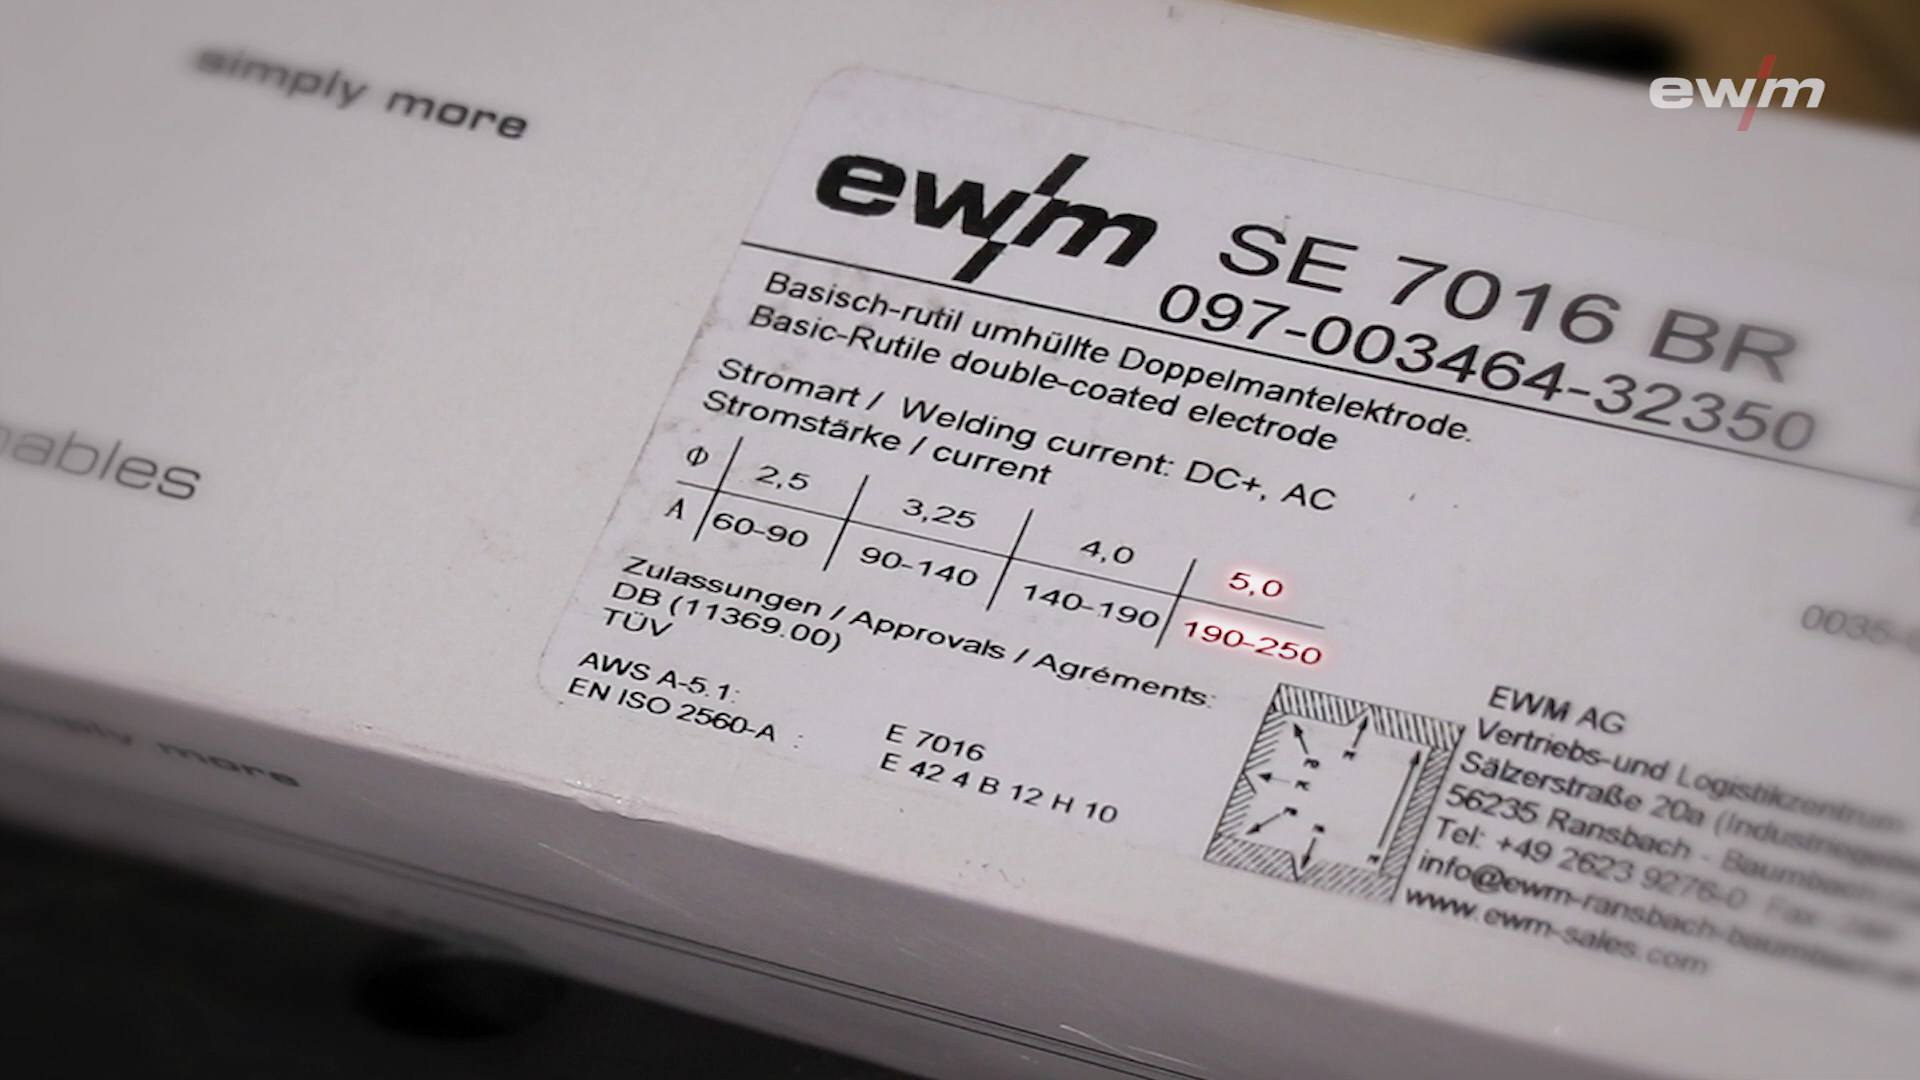 simply more
ewm
ewm SE 7016 BR
097-003464-32350
Basisch-rutil umhüllte Doppelmantelektrode.
Basic-Rutile double-coated electrode
Stromart / Welding current: DC+, AC
Stromstärke / current
Φ 2,5 3,25 4,0 5,0
A 60-90 90-140 140-190 190-250
Zulassungen / Approvals / Agréments:
DB (11369.00)
TÜV
AWS A-5.1: E 7016
EN ISO 2560-A : E 42 4 B 12 H 10
EWM AG
Vertriebs-und Logistikzentrum
Sälzerstraße 20a
56235 Ransbach - Baumbach
Tel: +49 2623 9276-0 Fax
info@ewm-ransbach-baumbach
www.ewm-sales.com
simply more